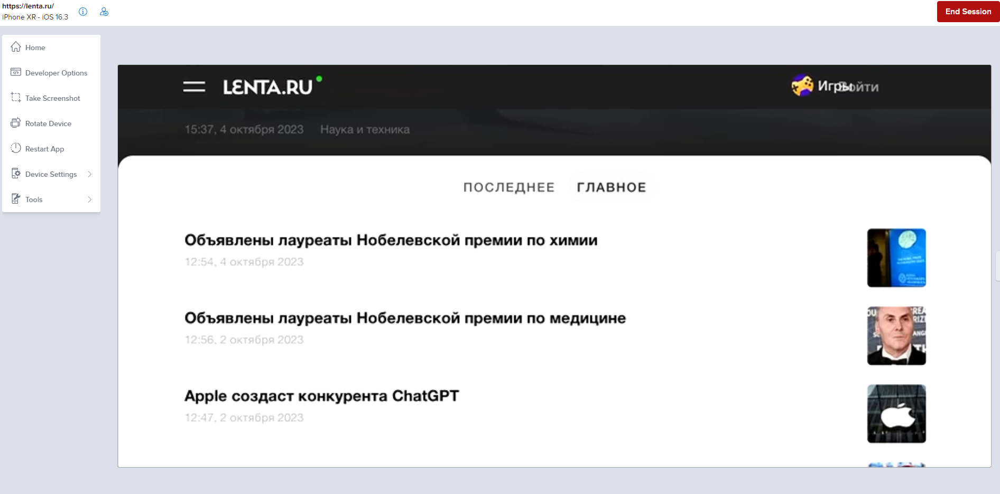 https://lenta.ru/
iPhone XR - iOS 16.3
End Session
Home
Developer Options
Take Screenshot
Rotate Device
Restart App
Device Settings
Tools
LENTA.RU
Игры
Войти
15:37, 4 октября 2023 Наука и техника
ПОСЛЕДНЕЕ ГЛАВНОЕ
Объявлены лауреаты Нобелевской премии по химии
12:54, 4 октября 2023
Объявлены лауреаты Нобелевской премии по медицине
12:56, 2 октября 2023
Apple создаст конкурента ChatGPT
12:47, 2 октября 2023